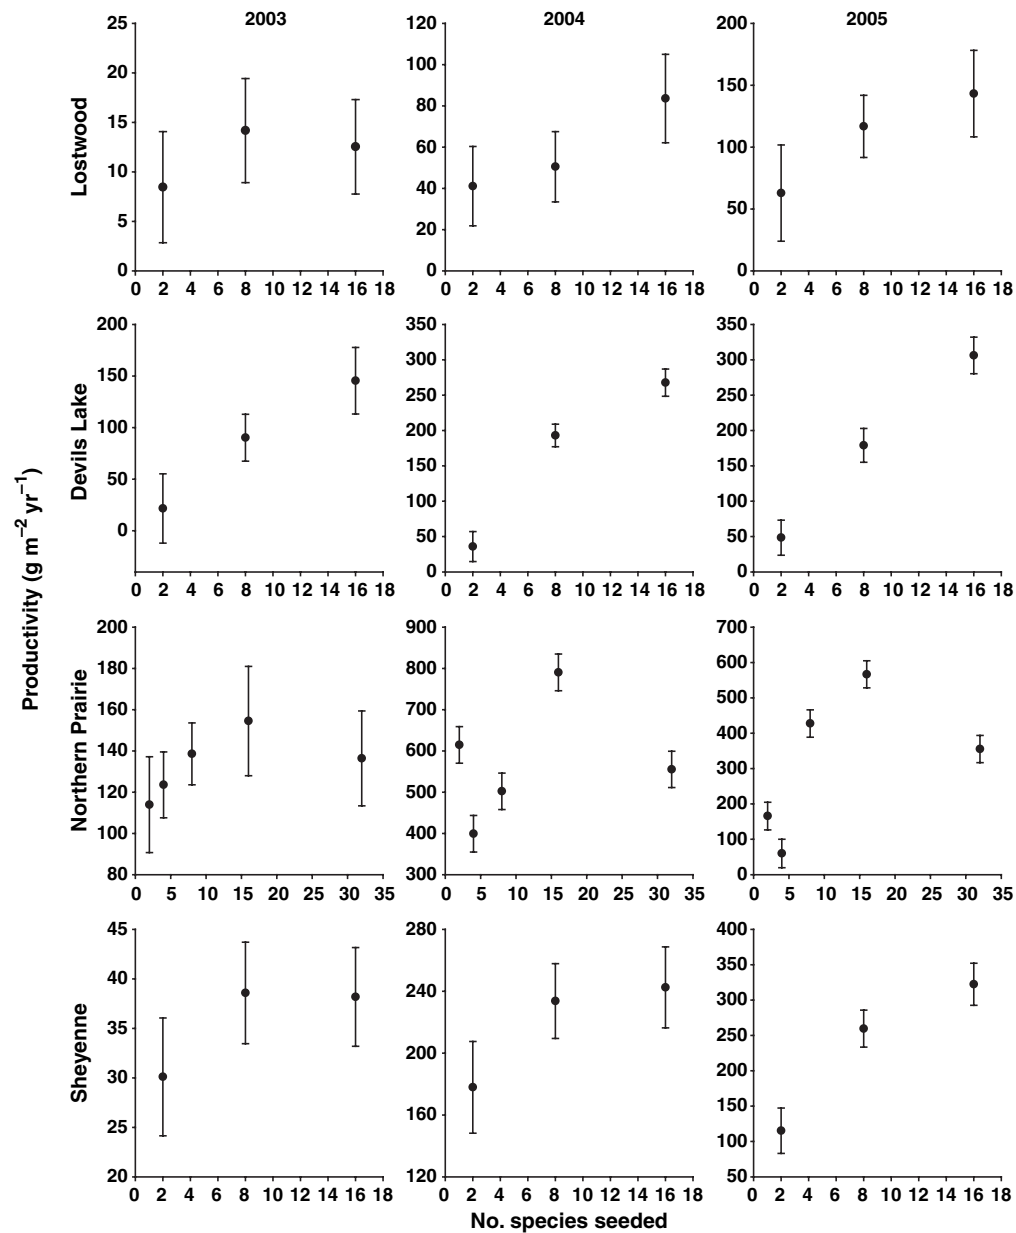 2003 2004 2005
Productivity (g m–2 yr–1)
Lostwood
25 20 15 10 5 0
0 2 4 6 8 10 12 14 16 18
120 100 80 60 40 20 0
0 2 4 6 8 10 12 14 16 18
200 150 100 50 0
0 2 4 6 8 10 12 14 16 18
Devils Lake
200 150 100 50 0
0 2 4 6 8 10 12 14 16 18
350 300 250 200 150 100 50 0
0 2 4 6 8 10 12 14 16 18
350 300 250 200 150 100 50 0
0 2 4 6 8 10 12 14 16 18
Northern Prairie
200 180 160 140 120 100 80
0 5 10 15 20 25 30 35
900 800 700 600 500 400 300
0 5 10 15 20 25 30 35
700 600 500 400 300 200 100 0
0 5 10 15 20 25 30 35
Sheyenne
45 40 35 30 25 20
0 2 4 6 8 10 12 14 16 18
280 240 200 160 120
0 2 4 6 8 10 12 14 16 18
400 350 300 250 200 150 100 50
0 2 4 6 8 10 12 14 16 18
No. species seeded